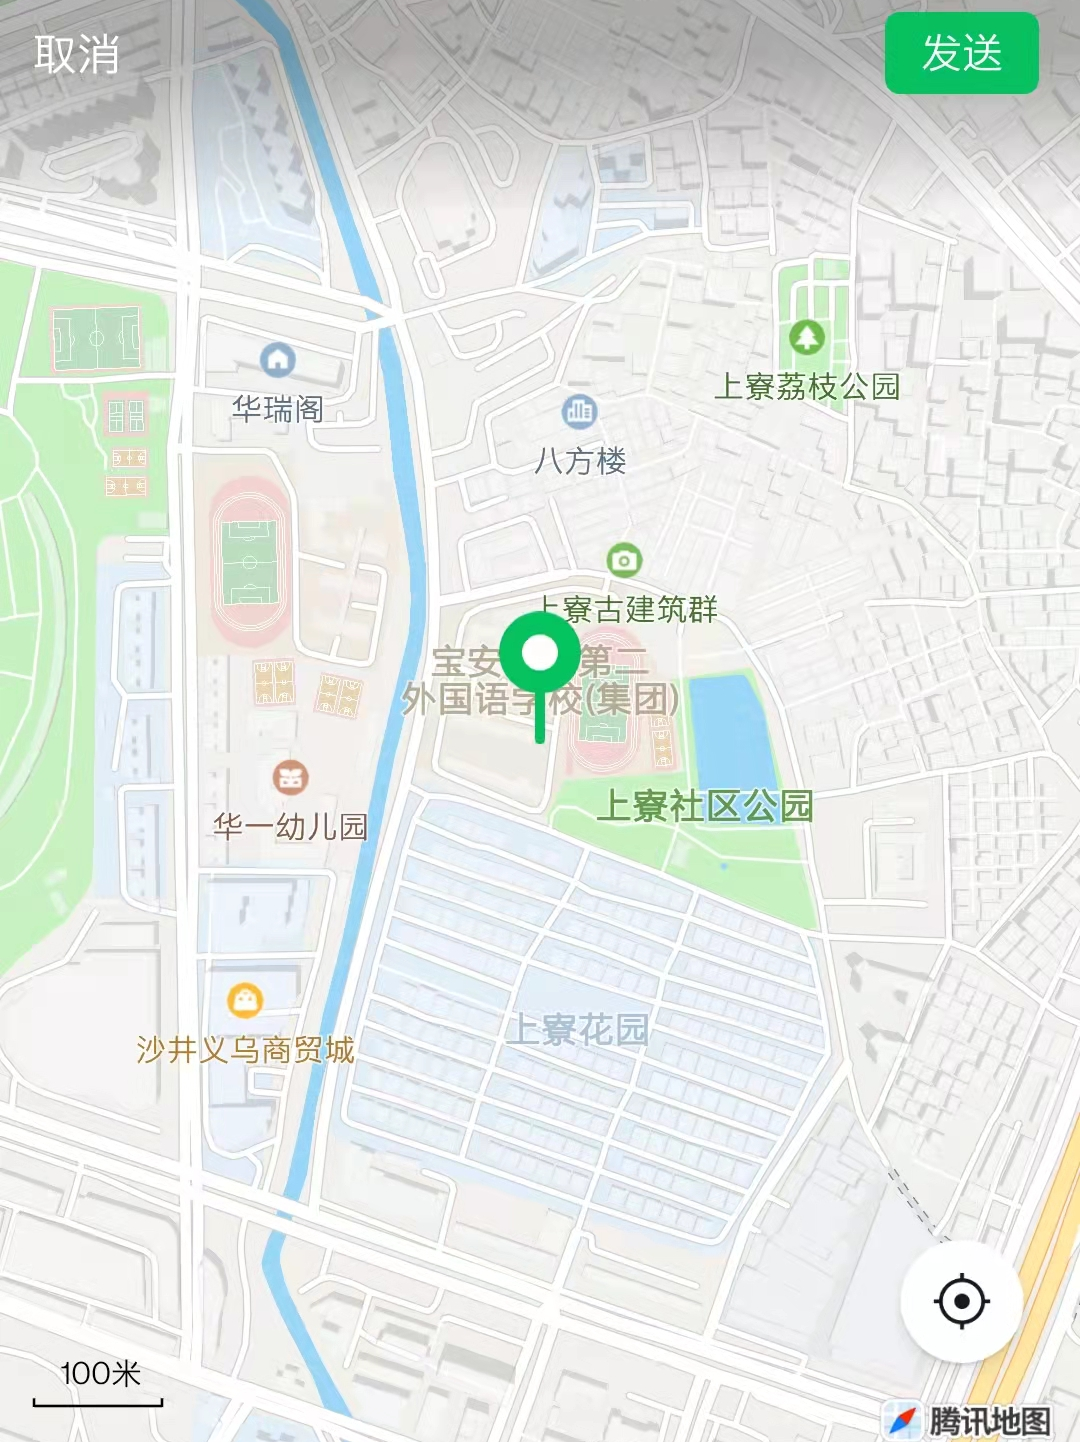 取消
发送
华瑞阁
上寮荔枝公园
八方楼
上寮古建筑群
宝安 第二
外国语学校(集团)
上寮社区公园
华一幼儿园
上寮花园
沙井义乌商贸城
100米
腾讯地图